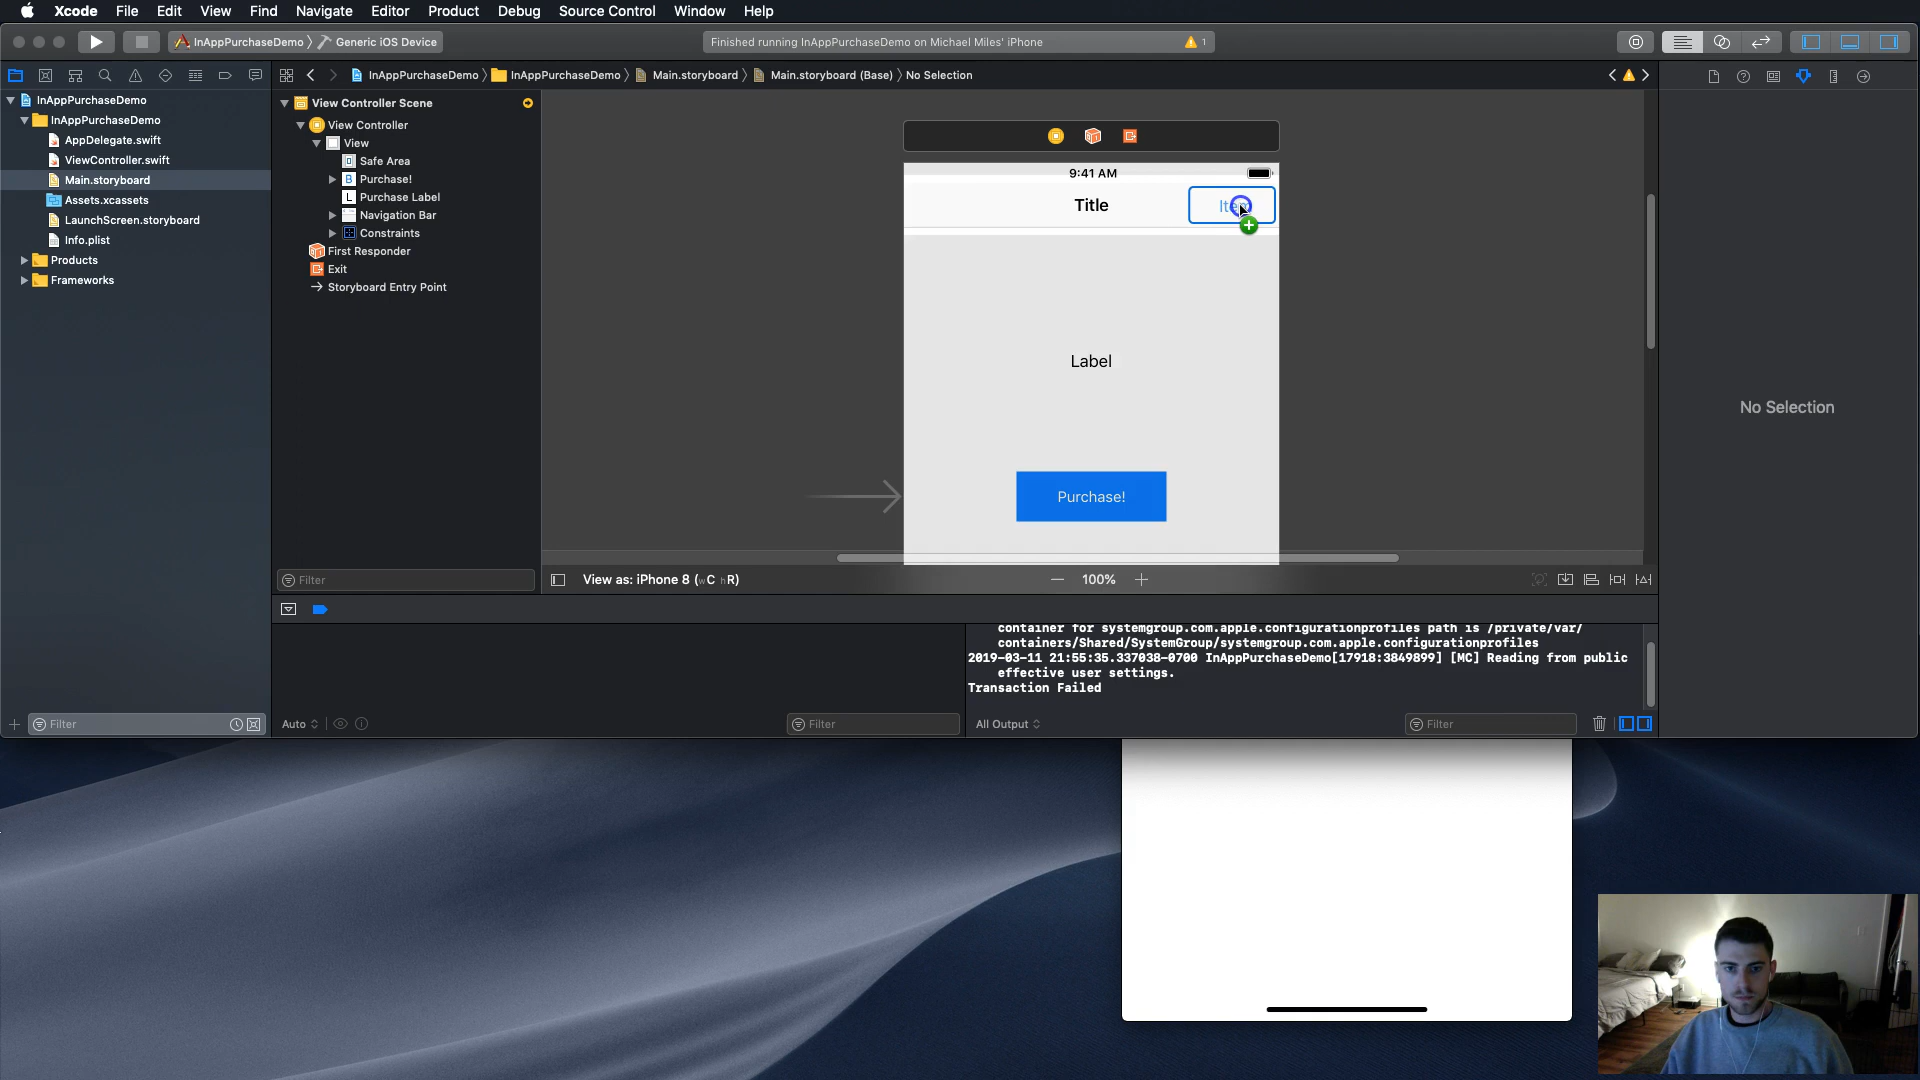 Xcode File Edit View Find Navigate Editor Product Debug Source Control Window Help
InAppPurchaseDemo Generic iOS Device
Finished running InAppPurchaseDemo on Michael Miles' iPhone 1
InAppPurchaseDemo InAppPurchaseDemo Main.storyboard Main.storyboard (Base) No Selection
InAppPurchaseDemo
InAppPurchaseDemo
AppDelegate.swift
ViewController.swift
Main.storyboard
Assets.xcassets
LaunchScreen.storyboard
Info.plist
Products
Frameworks
View Controller Scene
View Controller
View
Safe Area
B Purchase!
L Purchase Label
Navigation Bar
Constraints
First Responder
Exit
Storyboard Entry Point
9:41 AM
Title
Item
Label
Purchase!
No Selection
Filter
View as: iPhone 8 (wC hR)
100%
container for systemgroup.com.apple.configurationprofiles path is /private/var/
containers/Shared/SystemGroup/systemgroup.com.apple.configurationprofiles
2019-03-11 21:55:35.337038-0700 InAppPurchaseDemo[17918:3849899] [MC] Reading from public
effective user settings.
Transaction Failed
Filter
Auto
Filter
All Output
Filter